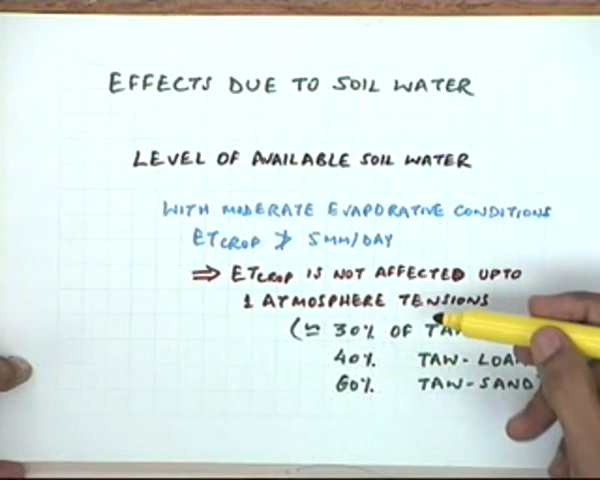 EFFECTS DUE TO SOIL WATER
LEVEL OF AVAILABLE SOIL WATER
WITH MODERATE EVAPORATIVE CONDITIONS
ETCROP ≯ 5MM/DAY
⇒ ETCROP IS NOT AFFECTED UPTO
1 ATMOSPHERE TENSIONS
(≃ 30% OF
40% TAW-
60% TAW-SAND